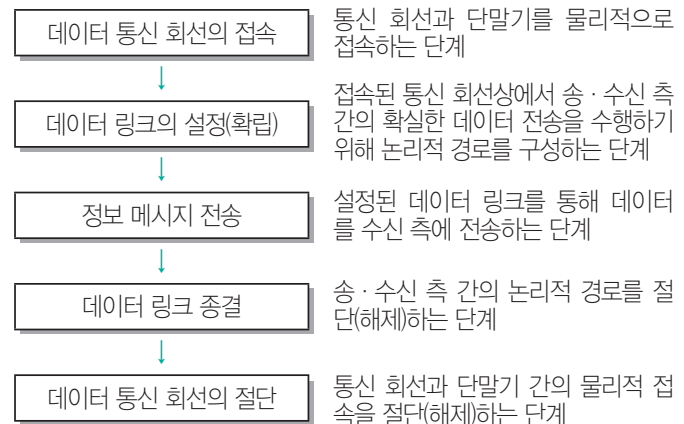 데이터 통신 회선의 접속
통신 회선과 단말기를 물리적으로
접속하는 단계
데이터 링크의 설정(확립)
접속된 통신 회선상에서 송 · 수신 측
간의 확실한 데이터 전송을 수행하기
위해 논리적 경로를 구성하는 단계
정보 메시지 전송
설정된 데이터 링크를 통해 데이터
를 수신 측에 전송하는 단계
데이터 링크 종결
송 · 수신 측 간의 논리적 경로를 절
단(해제)하는 단계
데이터 통신 회선의 절단
통신 회선과 단말기 간의 물리적 접
속을 절단(해제)하는 단계